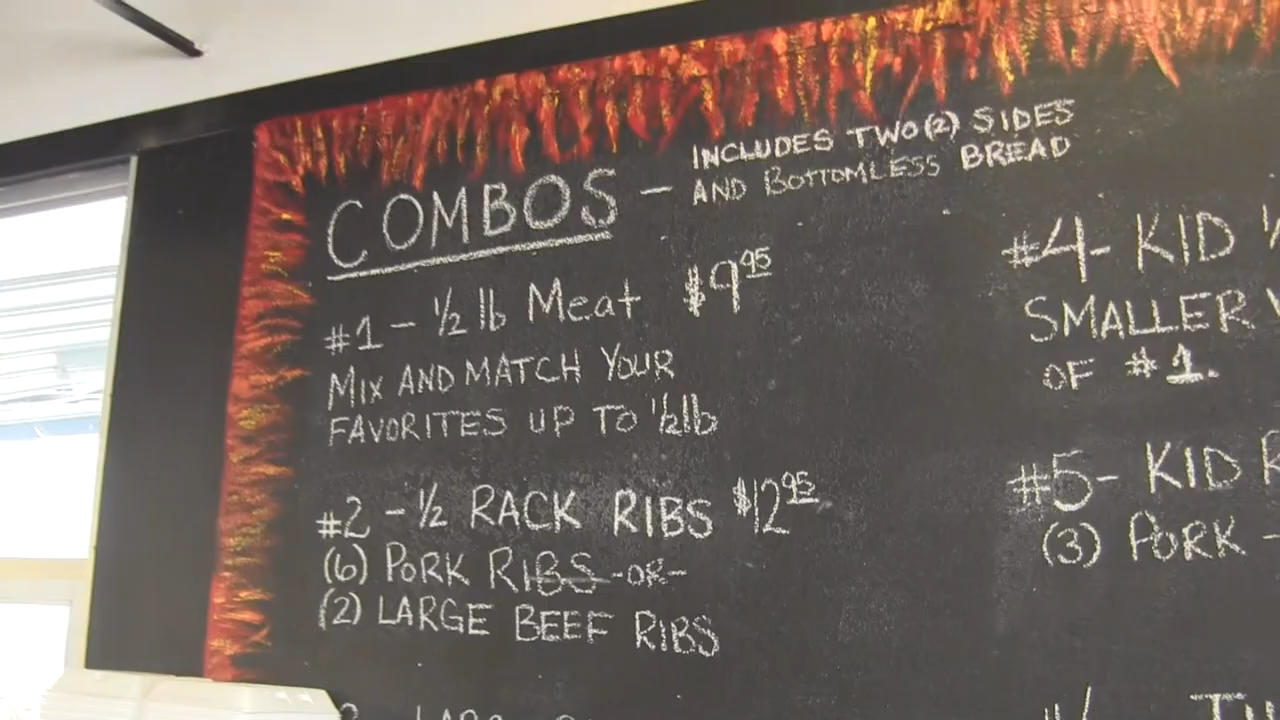 COMBOS - INCLUDES TWO (2) SIDES
AND BOTTOMLESS BREAD
#1 - 1/2 lb Meat $9.95
MIX AND MATCH YOUR
FAVORITES UP TO 1/2 lb
#2 - 1/2 RACK RIBS $12.95
(6) PORK RIBS -OR-
(2) LARGE BEEF RIBS
#4- KID
SMALLER
OF #1.
#5- KID
(3) PORK -